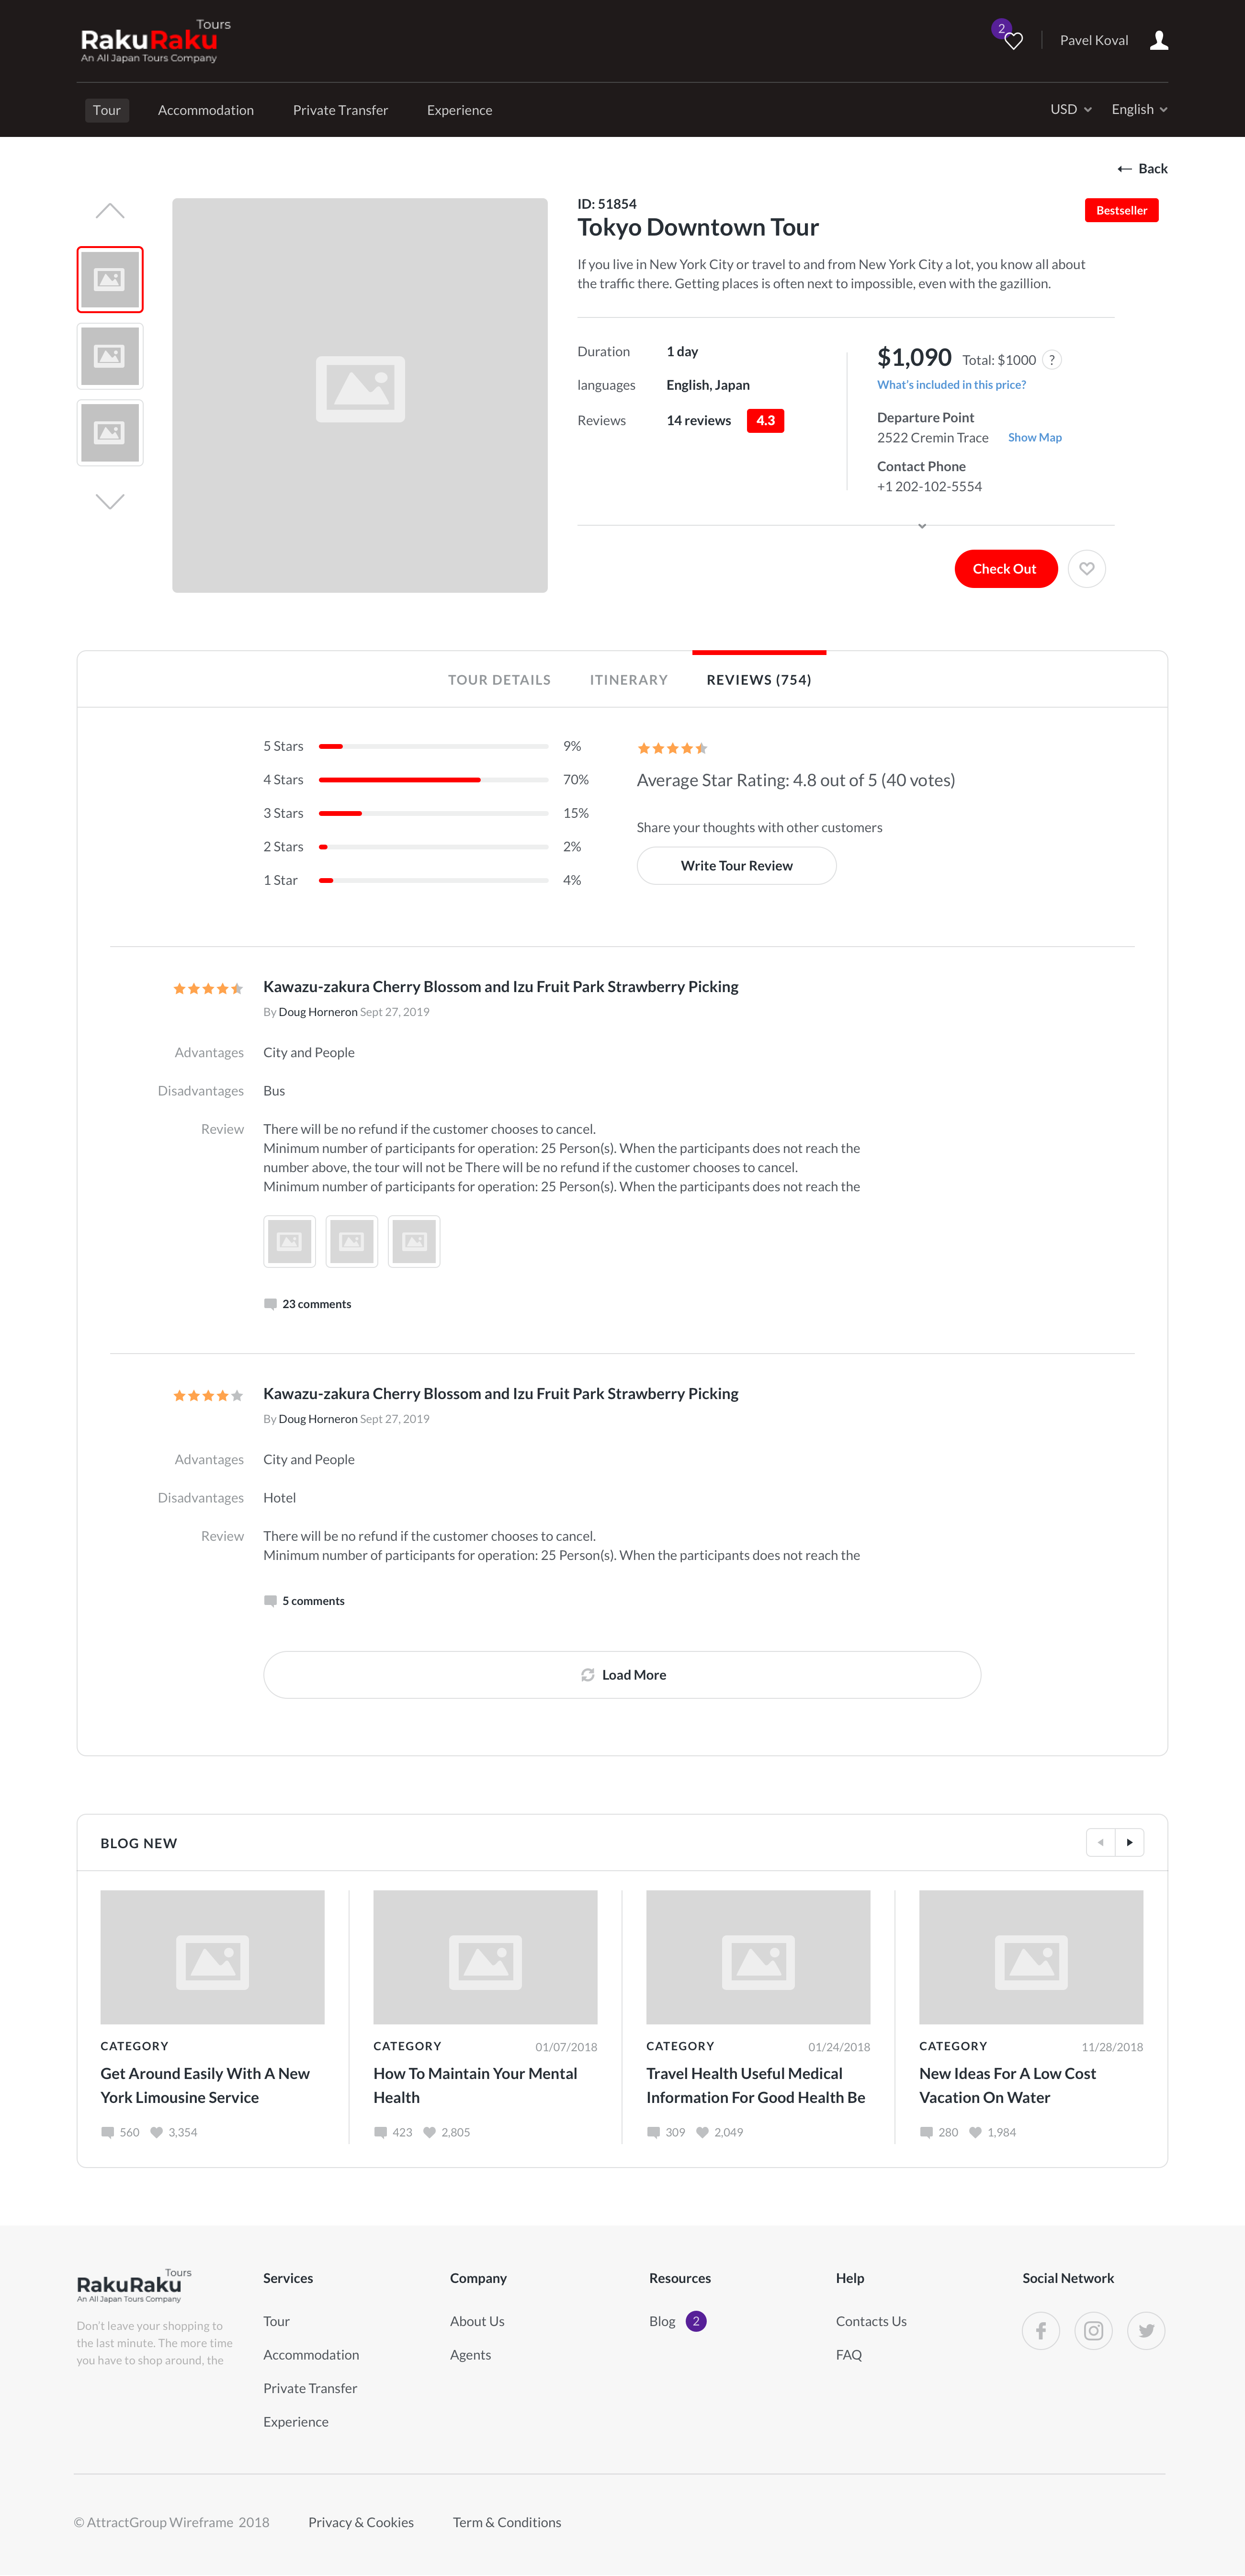 Tours
RakuRaku
An All Japan Tours Company
2
Pavel Koval
Tour Accommodation Private Transfer Experience
USD English
Back
ID: 51854
Bestseller
Tokyo Downtown Tour
If you live in New York City or travel to and from New York City a lot, you know all about
the traffic there. Getting places is often next to impossible, even with the gazillion.
Duration 1 day
languages English, Japan
Reviews 14 reviews 4.3
$1,090 Total: $1000 ?
What's included in this price?
Departure Point
2522 Cremin Trace Show Map
Contact Phone
+1 202-102-5554
Check Out
TOUR DETAILS ITINERARY REVIEWS (754)
5 Stars 9%
4 Stars 70%
3 Stars 15%
2 Stars 2%
1 Star 4%
Average Star Rating: 4.8 out of 5 (40 votes)
Share your thoughts with other customers
Write Tour Review
Kawazu-zakura Cherry Blossom and Izu Fruit Park Strawberry Picking
By Doug Horneron Sept 27, 2019
Advantages City and People
Disadvantages Bus
Review There will be no refund if the customer chooses to cancel.
Minimum number of participants for operation: 25 Person(s). When the participants does not reach the
number above, the tour will not be There will be no refund if the customer chooses to cancel.
Minimum number of participants for operation: 25 Person(s). When the participants does not reach the
23 comments
Kawazu-zakura Cherry Blossom and Izu Fruit Park Strawberry Picking
By Doug Horneron Sept 27, 2019
Advantages City and People
Disadvantages Hotel
Review There will be no refund if the customer chooses to cancel.
Minimum number of participants for operation: 25 Person(s). When the participants does not reach the
5 comments
Load More
BLOG NEW
CATEGORY
Get Around Easily With A New
York Limousine Service
560 3,354
CATEGORY 01/07/2018
How To Maintain Your Mental
Health
423 2,805
CATEGORY 01/24/2018
Travel Health Useful Medical
Information For Good Health Be
309 2,049
CATEGORY 11/28/2018
New Ideas For A Low Cost
Vacation On Water
280 1,984
Tours
RakuRaku
An All Japan Tours Company
Don't leave your shopping to
the last minute. The more time
you have to shop around, the
Services
Tour
Accommodation
Private Transfer
Experience
Company
About Us
Agents
Resources
Blog 2
Help
Contacts Us
FAQ
Social Network
© AttractGroup Wireframe 2018 Privacy & Cookies Term & Conditions